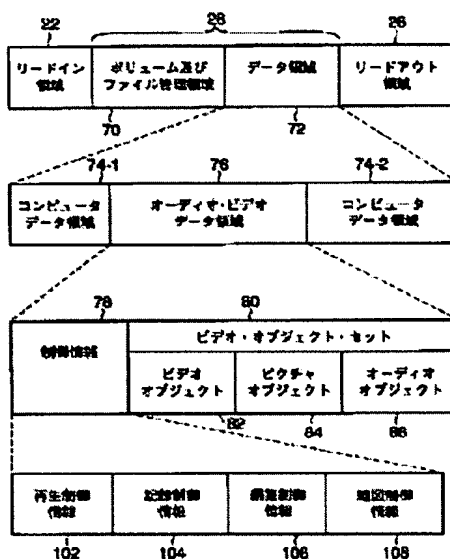 22 28 26
リードイン
領域
ボリューム及び
ファイル管理領域
データ領域
リードアウト
領域
70 72
74-1 76 74-2
コンピュータ
データ領域
オーディオ・ビデオ
データ領域
コンピュータ
データ領域
78 80
制御情報
ビデオ・オブジェクト・セット
ビデオ
オブジェクト
ピクチャ
オブジェクト
オーディオ
オブジェクト
82 84 86
再生制御
情報
記録制御
情報
編集制御
情報
制御
情報
102 104 106 108